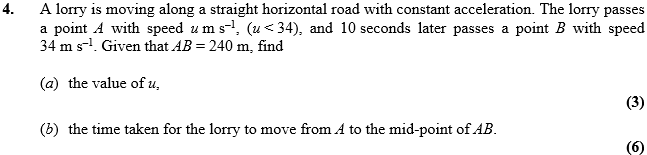 4. A lorry is moving along a straight horizontal road with constant acceleration. The lorry passes
a point A with speed u m s⁻¹, (u < 34), and 10 seconds later passes a point B with speed
34 m s⁻¹. Given that AB = 240 m, find
(a) the value of u,
(3)
(b) the time taken for the lorry to move from A to the mid-point of AB.
(6)